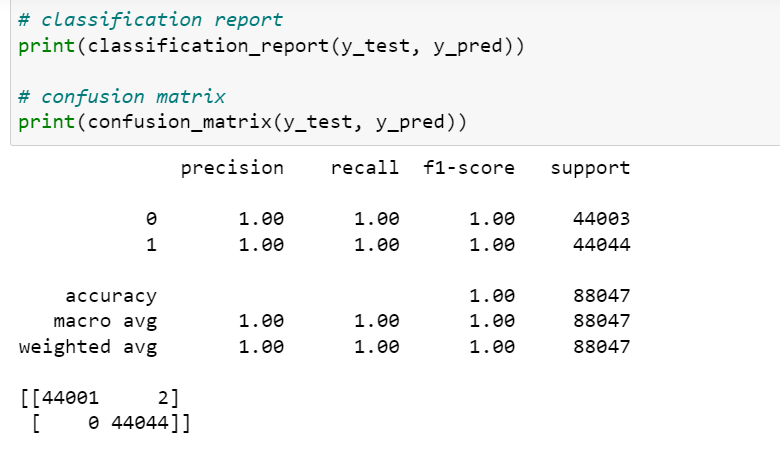 # classification report
print(classification_report(y_test, y_pred))
# confusion matrix
print(confusion_matrix(y_test, y_pred))
precision recall f1-score support
0 1.00 1.00 1.00 44003
1 1.00 1.00 1.00 44044
accuracy 1.00 88047
macro avg 1.00 1.00 1.00 88047
weighted avg 1.00 1.00 1.00 88047
[[44001 2]
[ 0 44044]]